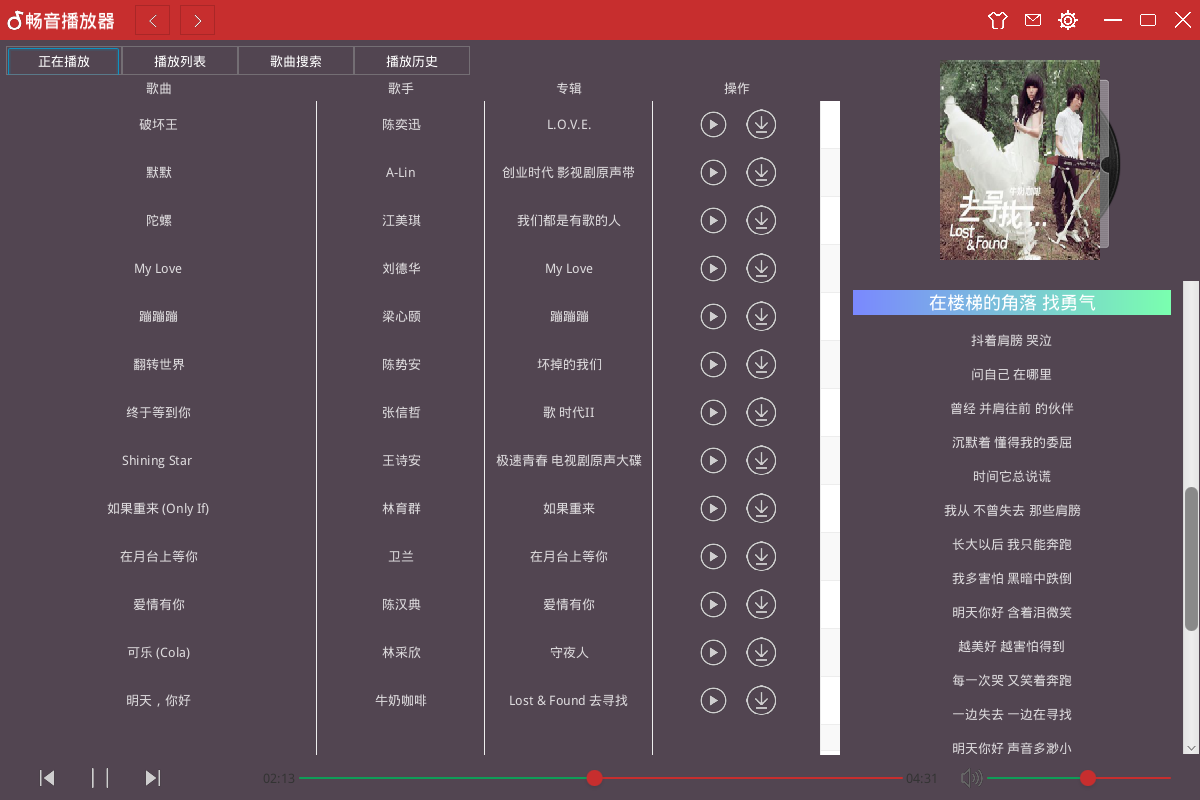 畅音播放器
正在播放 播放列表 歌曲搜索 播放历史
歌曲 歌手 专辑 操作
破坏王 陈奕迅 L.O.V.E.
默默 A-Lin 创业时代 影视剧原声带
陀螺 江美琪 我们都是有歌的人
My Love 刘德华 My Love
蹦蹦蹦 梁心颐 蹦蹦蹦
翻转世界 陈势安 坏掉的我们
终于等到你 张信哲 歌 时代II
Shining Star 王诗安 极速青春 电视剧原声大碟
如果重来 (Only If) 林育群 如果重来
在月台上等你 卫兰 在月台上等你
爱情有你 陈汉典 爱情有你
可乐 (Cola) 林采欣 守夜人
明天，你好 牛奶咖啡 Lost & Found 去寻找
牛奶咖啡
去寻找...
Lost
& Found
在楼梯的角落 找勇气
抖着肩膀 哭泣
问自己 在哪里
曾经 并肩往前 的伙伴
沉默着 懂得我的委屈
时间它总说谎
我从 不曾失去 那些肩膀
长大以后 我只能奔跑
我多害怕 黑暗中跌倒
明天你好 含着泪微笑
越美好 越害怕得到
每一次哭 又笑着奔跑
一边失去 一边在寻找
明天你好 声音多渺小
02:13 04:31